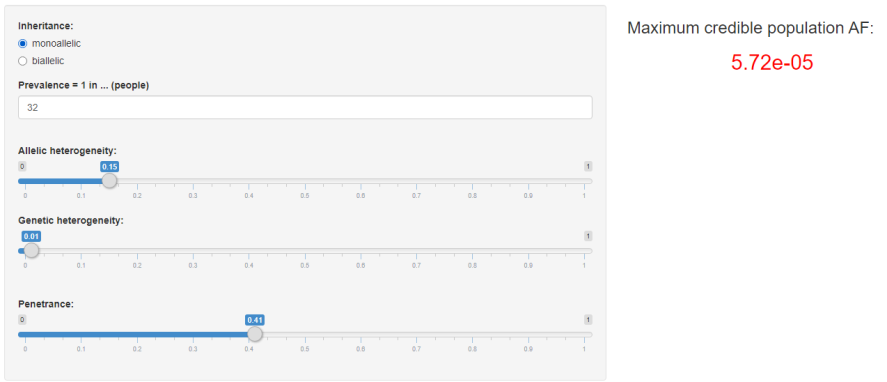 Inheritance:
monoallelic
biallelic
Prevalence = 1 in ... (people)
32
Allelic heterogeneity:
0 0.15 1
0 0.1 0.2 0.3 0.4 0.5 0.6 0.7 0.8 0.9 1
Genetic heterogeneity:
0.01 1
0 0.1 0.2 0.3 0.4 0.5 0.6 0.7 0.8 0.9 1
Penetrance:
0 0.41 1
0 0.1 0.2 0.3 0.4 0.5 0.6 0.7 0.8 0.9 1
Maximum credible population AF:
5.72e-05